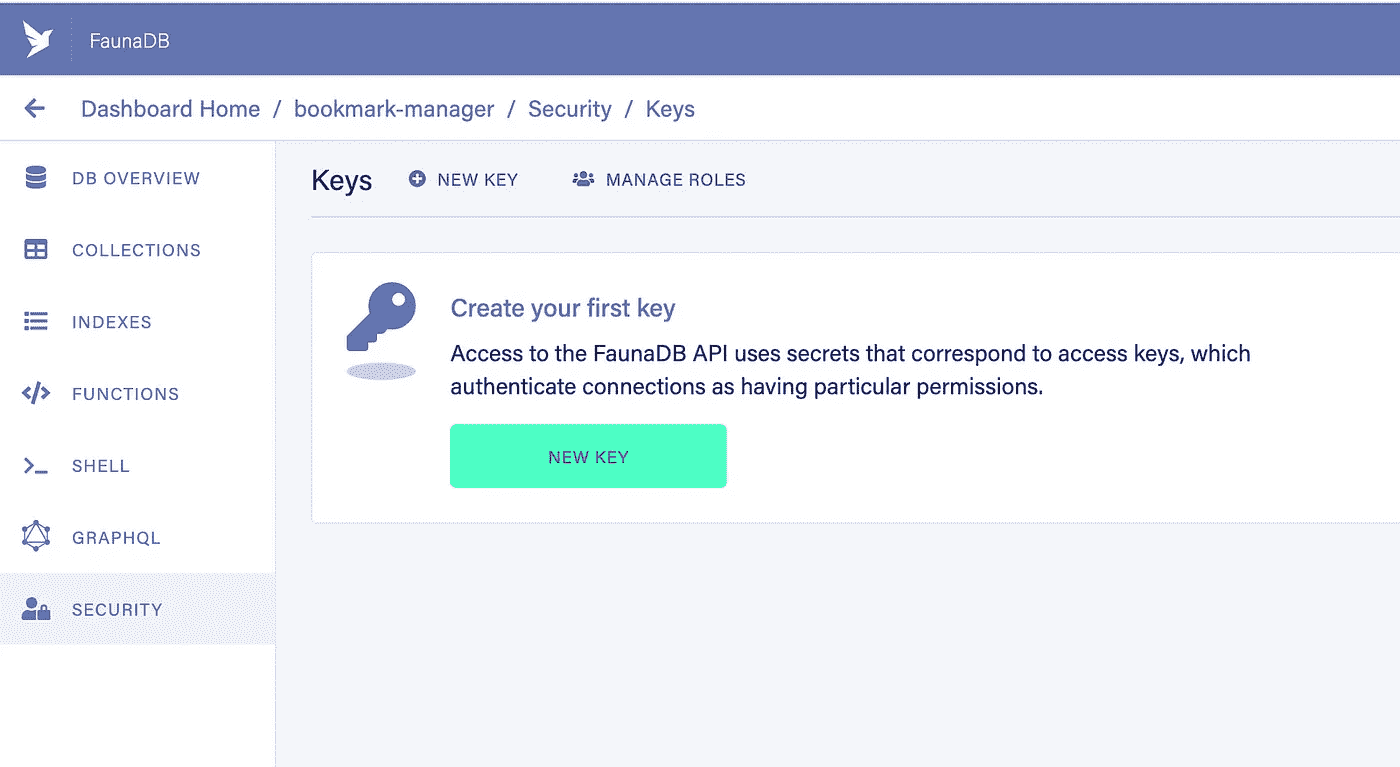 FaunaDB
Dashboard Home / bookmark-manager / Security / Keys
DB OVERVIEW
COLLECTIONS
INDEXES
FUNCTIONS
SHELL
GRAPHQL
SECURITY
Keys NEW KEY MANAGE ROLES
Create your first key
Access to the FaunaDB API uses secrets that correspond to access keys, which
authenticate connections as having particular permissions.
NEW KEY